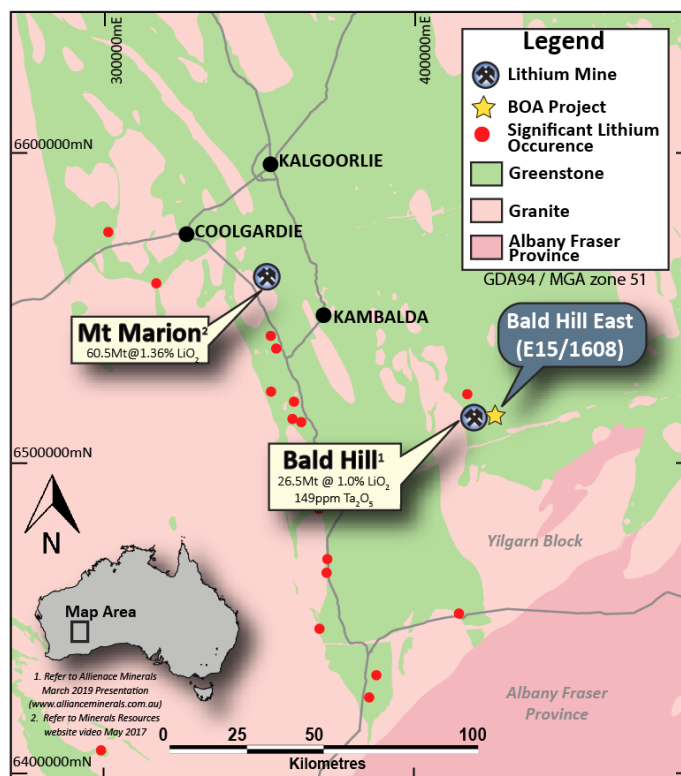 300000mE
400000mE
Legend
Lithium Mine
BOA Project
Significant Lithium
Occurence
Greenstone
Granite
Albany Fraser
Province
GDA94 / MGA zone 51
6600000mN
KALGOORLIE
COOLGARDIE
KAMBALDA
Mt Marion²
60.5Mt@1.36% LiO₂
Bald Hill East
(E15/1608)
Bald Hill¹
26.5Mt @ 1.0% LiO₂
149ppm Ta₂O₅
6500000mN
N
Yilgarn Block
Map Area
Albany Fraser
Province
1. Refer to Allienace Minerals
March 2019 Presentation
(www.allianceminerals.com.au)
2. Refer to Minerals Resources
website video May 2017
0 25 50 100
Kilometres
6400000mN